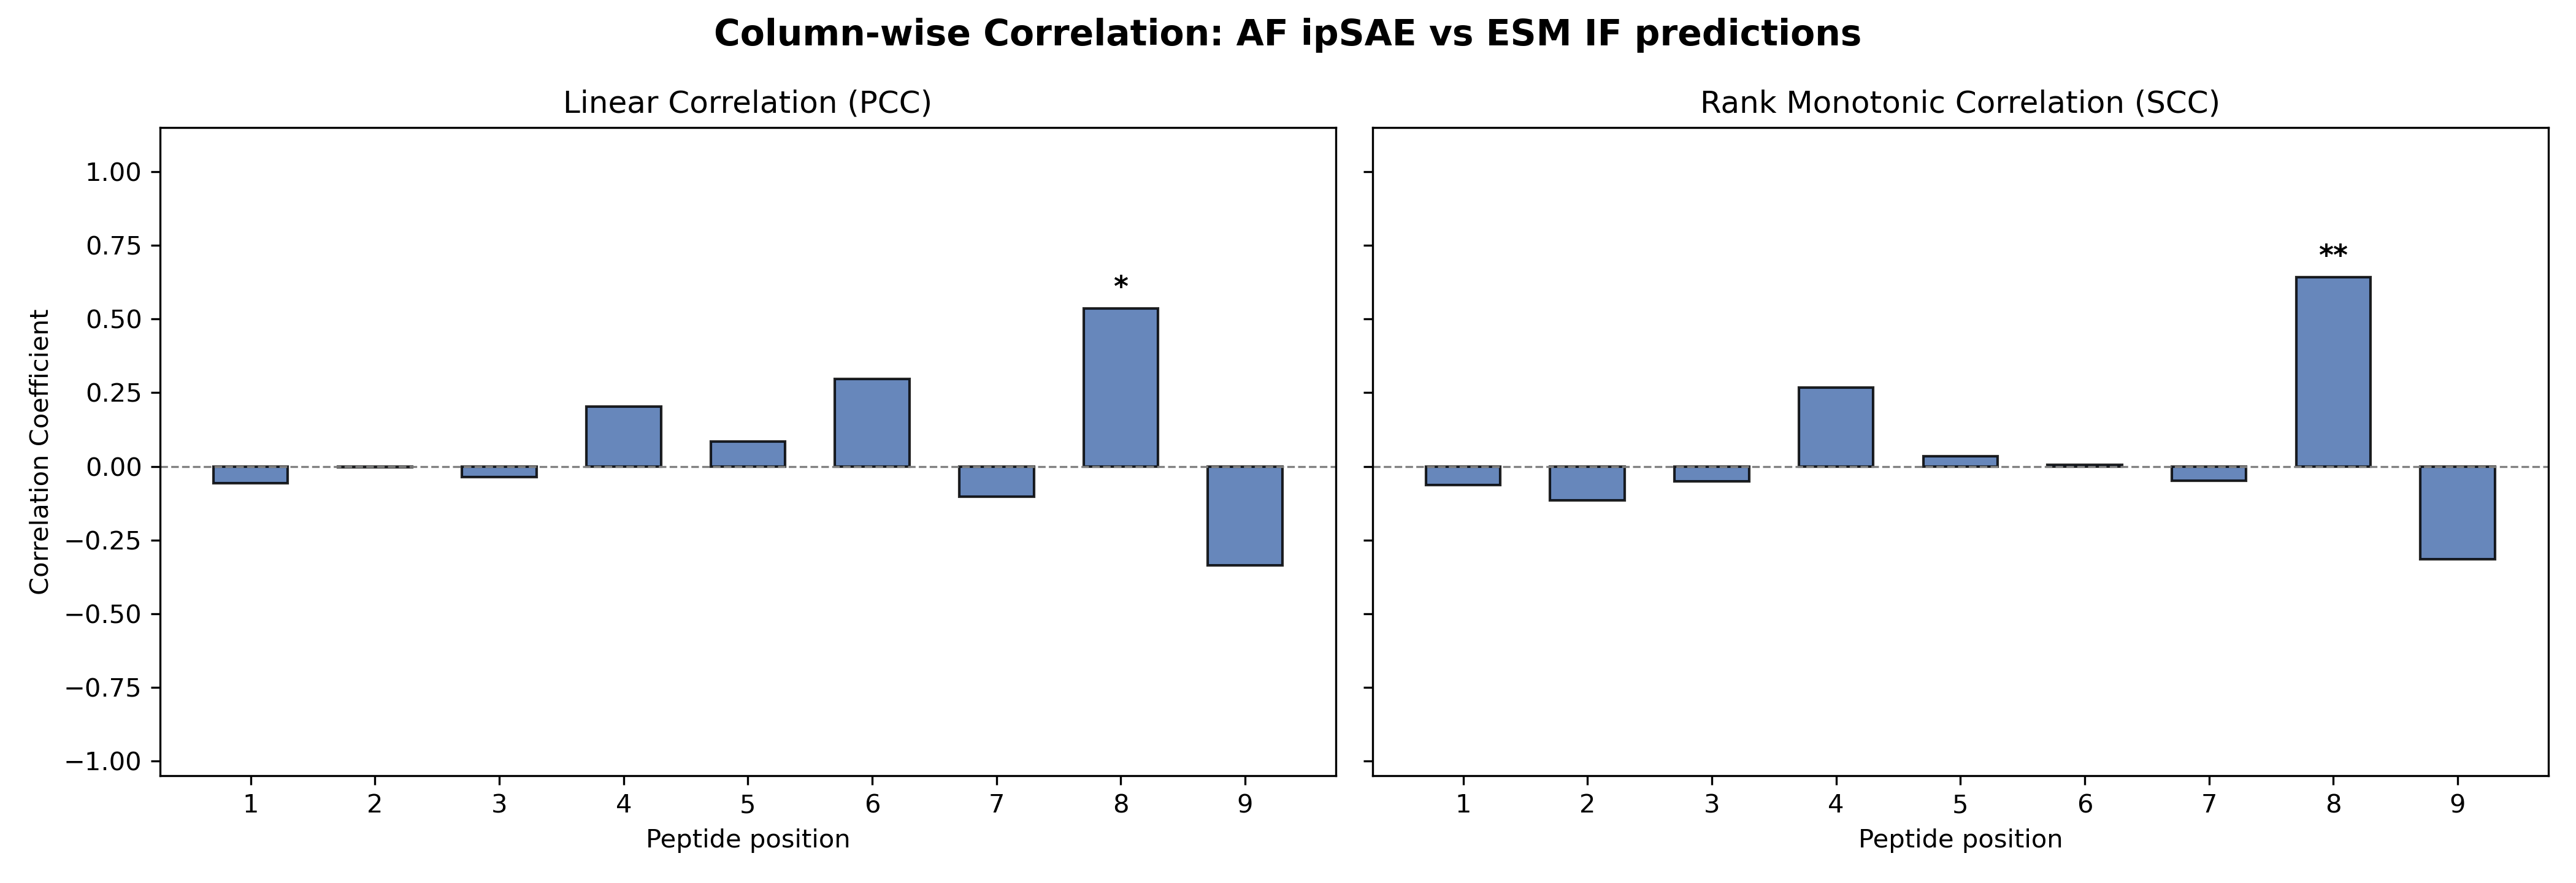 Column-wise Correlation: AF ipSAE vs ESM IF predictions
Linear Correlation (PCC)
Rank Monotonic Correlation (SCC)
Correlation Coefficient
1.00
0.75
0.50
0.25
0.00
−0.25
−0.50
−0.75
−1.00
*
**
1 2 3 4 5 6 7 8 9
Peptide position
1 2 3 4 5 6 7 8 9
Peptide position